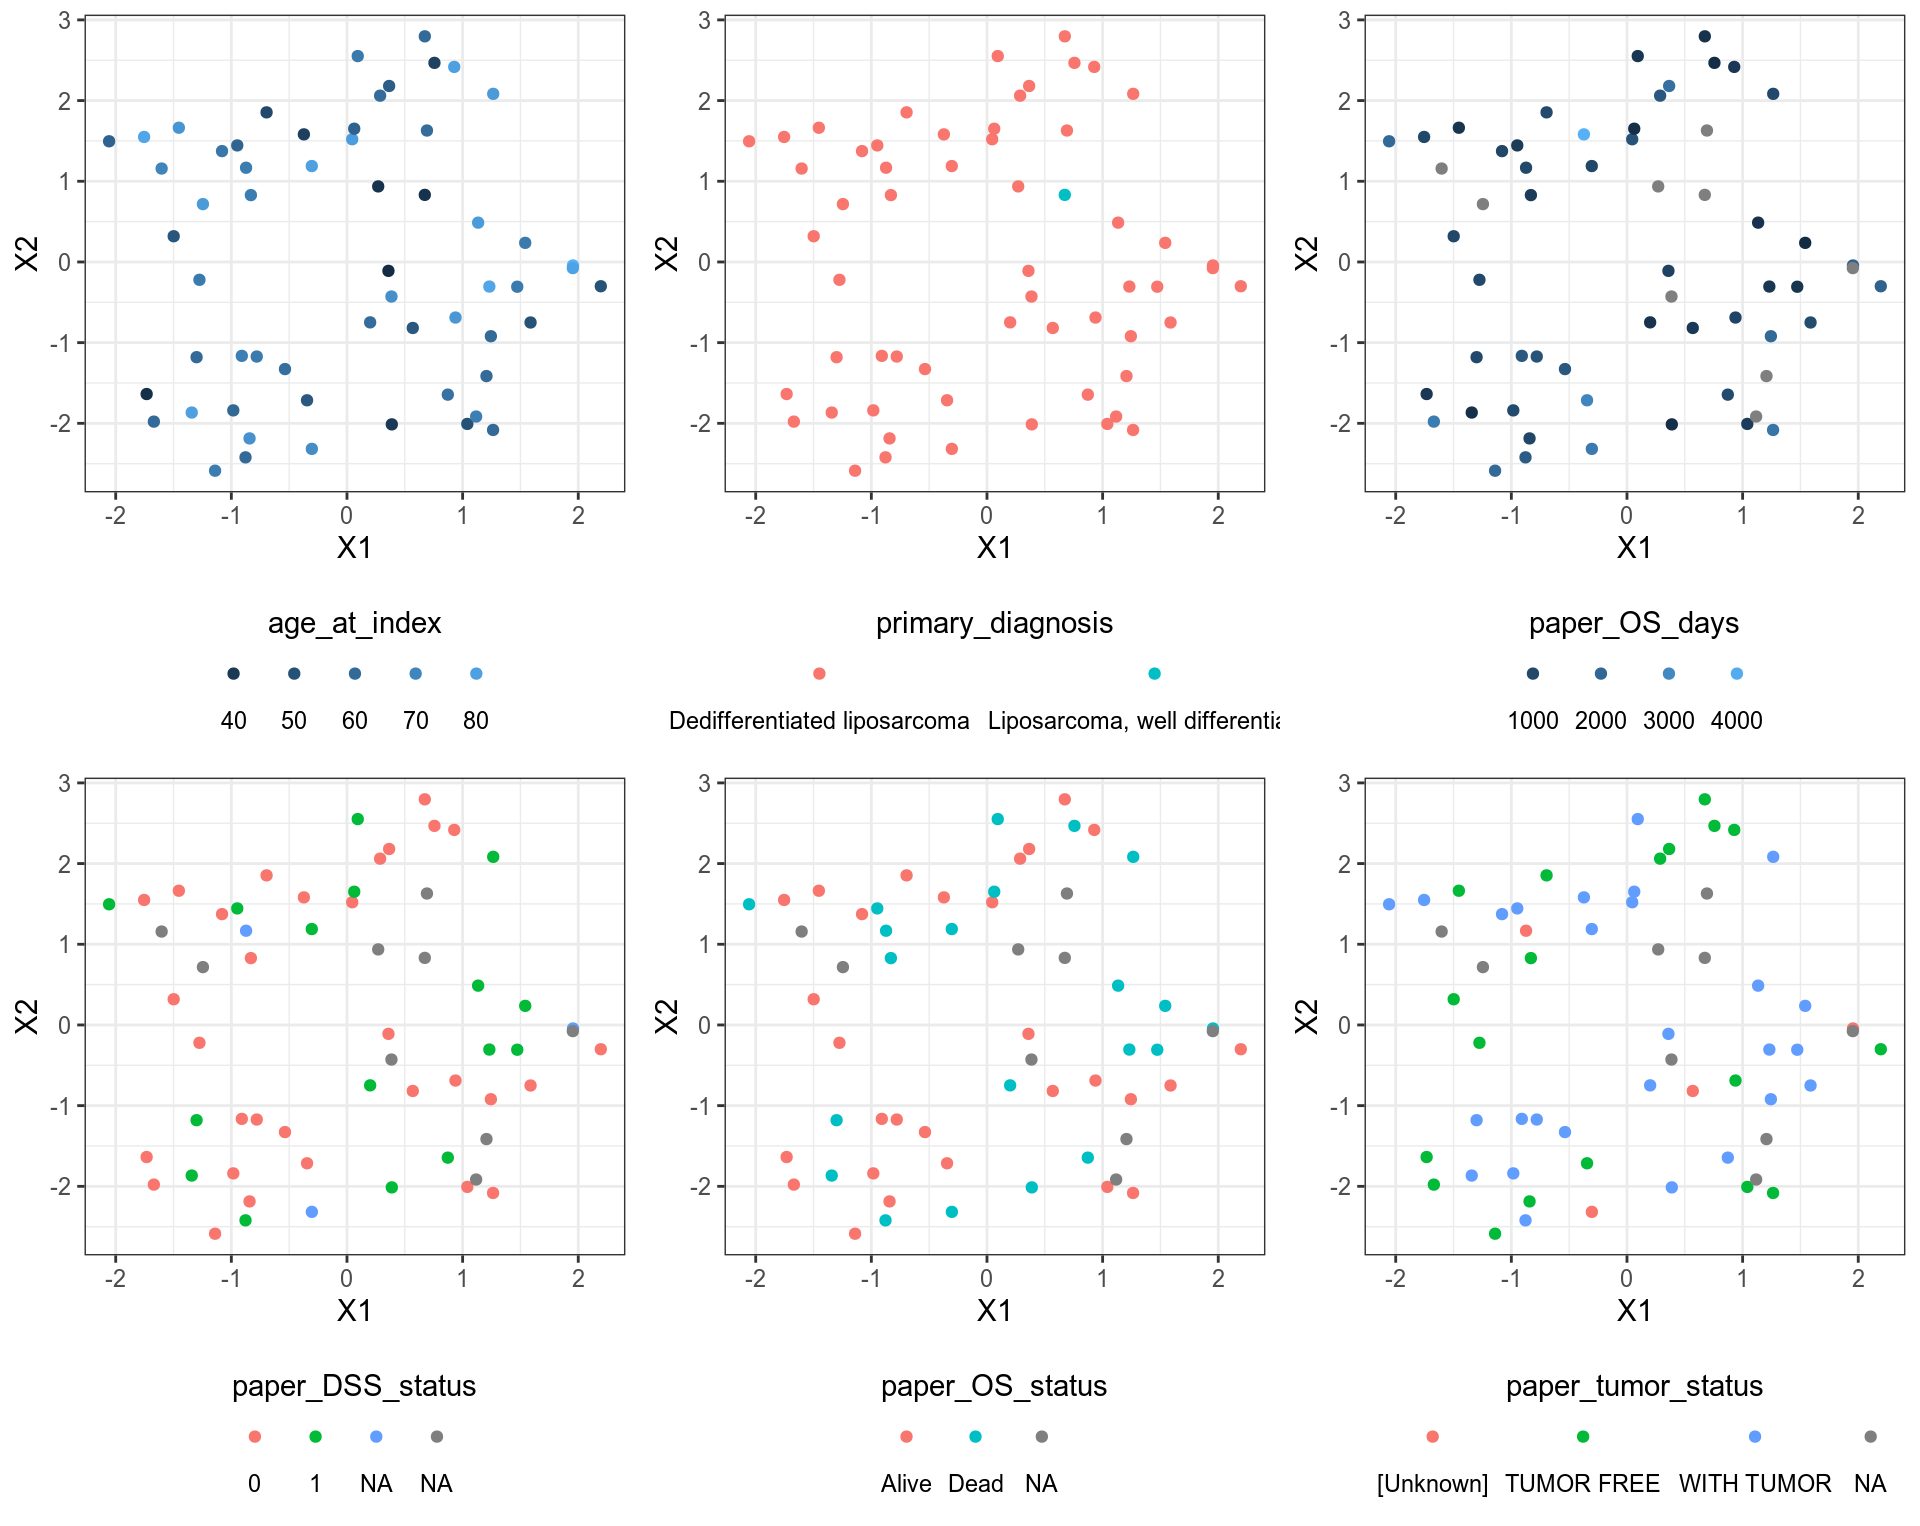 3
2
1
0
-1
-2
X2
-2 -1 0 1 2
X1
age_at_index
40 50 60 70 80
3
2
1
0
-1
-2
X2
-2 -1 0 1 2
X1
primary_diagnosis
Dedifferentiated liposarcoma Liposarcoma, well differentia
3
2
1
0
-1
-2
X2
-2 -1 0 1 2
X1
paper_OS_days
1000 2000 3000 4000
3
2
1
0
-1
-2
X2
-2 -1 0 1 2
X1
paper_DSS_status
0 1 NA NA
3
2
1
0
-1
-2
X2
-2 -1 0 1 2
X1
paper_OS_status
Alive Dead NA
3
2
1
0
-1
-2
X2
-2 -1 0 1 2
X1
paper_tumor_status
[Unknown] TUMOR FREE WITH TUMOR NA